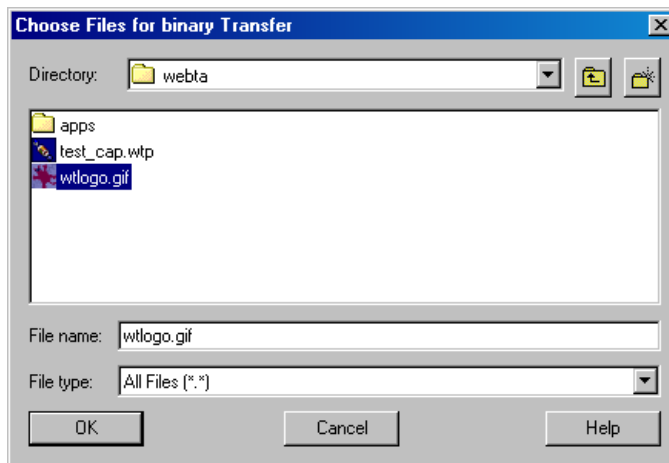 Choose Files for binary Transfer
Directory: webta
apps
test_cap.wtp
wtlogo.gif
File name: wtlogo.gif
File type: All Files (*.*)
OK Cancel Help